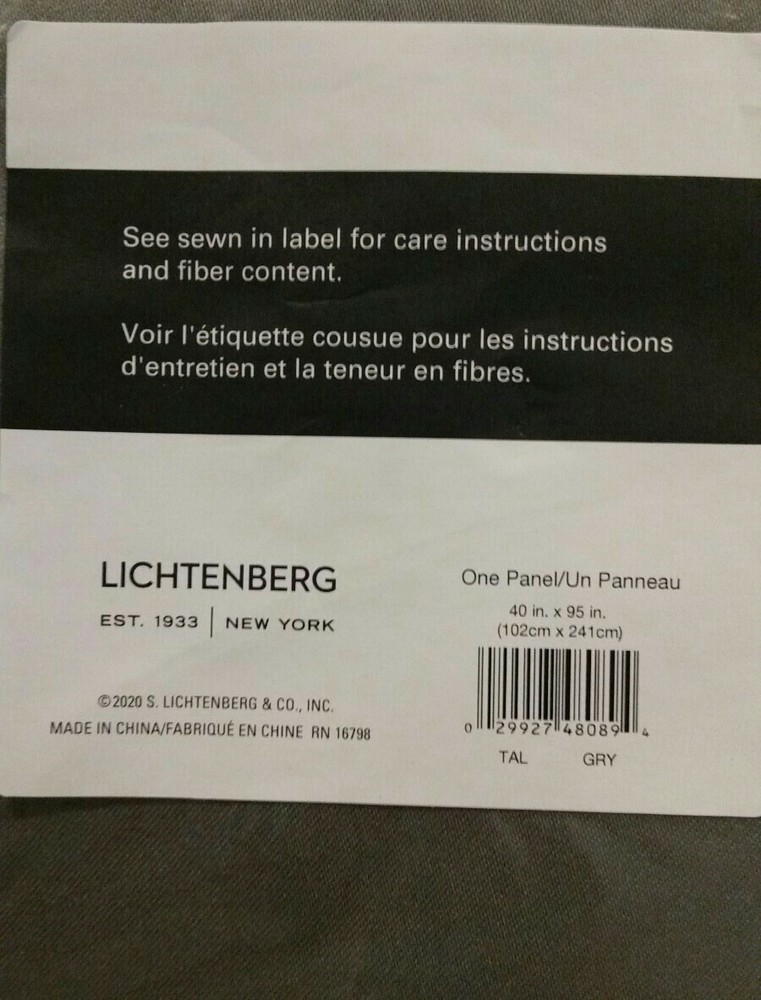 See sewn in label for care instructions
and fiber content.
Voir l'étiquette cousue pour les instructions
d'entretien et la teneur en fibres.
LICHTENBERG
EST. 1933 | NEW YORK
©2020 S. LICHTENBERG & CO., INC.
MADE IN CHINA/FABRIQUÉ EN CHINE RN 16798
One Panel/Un Panneau
40 in. x 95 in.
(102cm x 241cm)
0 29927 48089 4
TAL GRY